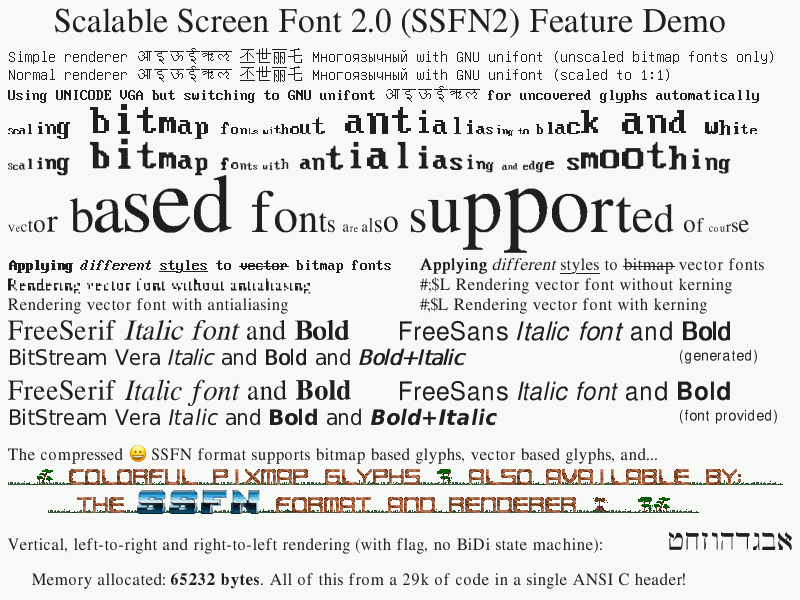 Scalable Screen Font 2.0 (SSFN2) Feature Demo
Simple renderer आइऊईऋल 丕世丽乇 Многоязычный with GNU unifont (unscaled bitmap fonts only)
Normal renderer आइऊईऋल 丕世丽乇 Многоязычный with GNU unifont (scaled to 1:1)
Using UNICODE VGA but switching to GNU unifont आइऊईऋल for uncovered glyphs automatically
scaling bitmap fonts without antialiasing to black and white
scaling bitmap fonts with antialiasing and edge smoothing
vector based fonts are also supported of course
Applying different styles to vector bitmap fonts
Rendering vector font without antialiasing
Rendering vector font with antialiasing
Applying different styles to bitmap vector fonts
#;$L Rendering vector font without kerning
#;$L Rendering vector font with kerning
FreeSerif Italic font and Bold FreeSans Italic font and Bold
BitStream Vera Italic and Bold and Bold+Italic (generated)
FreeSerif Italic font and Bold FreeSans Italic font and Bold
BitStream Vera Italic and Bold and Bold+Italic (font provided)
The compressed 😀 SSFN format supports bitmap based glyphs, vector based glyphs, and...
COLORFUL PIXMAP GLYPHS ALSO AVAILABLE BY:
THE SSFN FORMAT AND RENDERER
Vertical, left-to-right and right-to-left rendering (with flag, no BiDi state machine): אבגדהוזחט
Memory allocated: 65232 bytes. All of this from a 29k of code in a single ANSI C header!